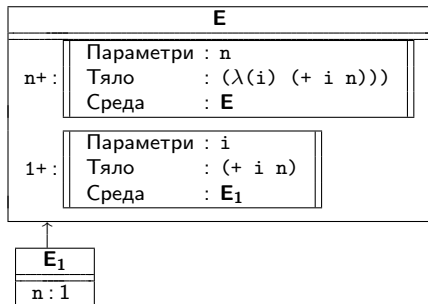 E
Параметри : n
n+ : Тяло : (λ(i) (+ i n)))
Среда : E
Параметри : i
1+ : Тяло : (+ i n)
Среда : E₁
E₁
n : 1